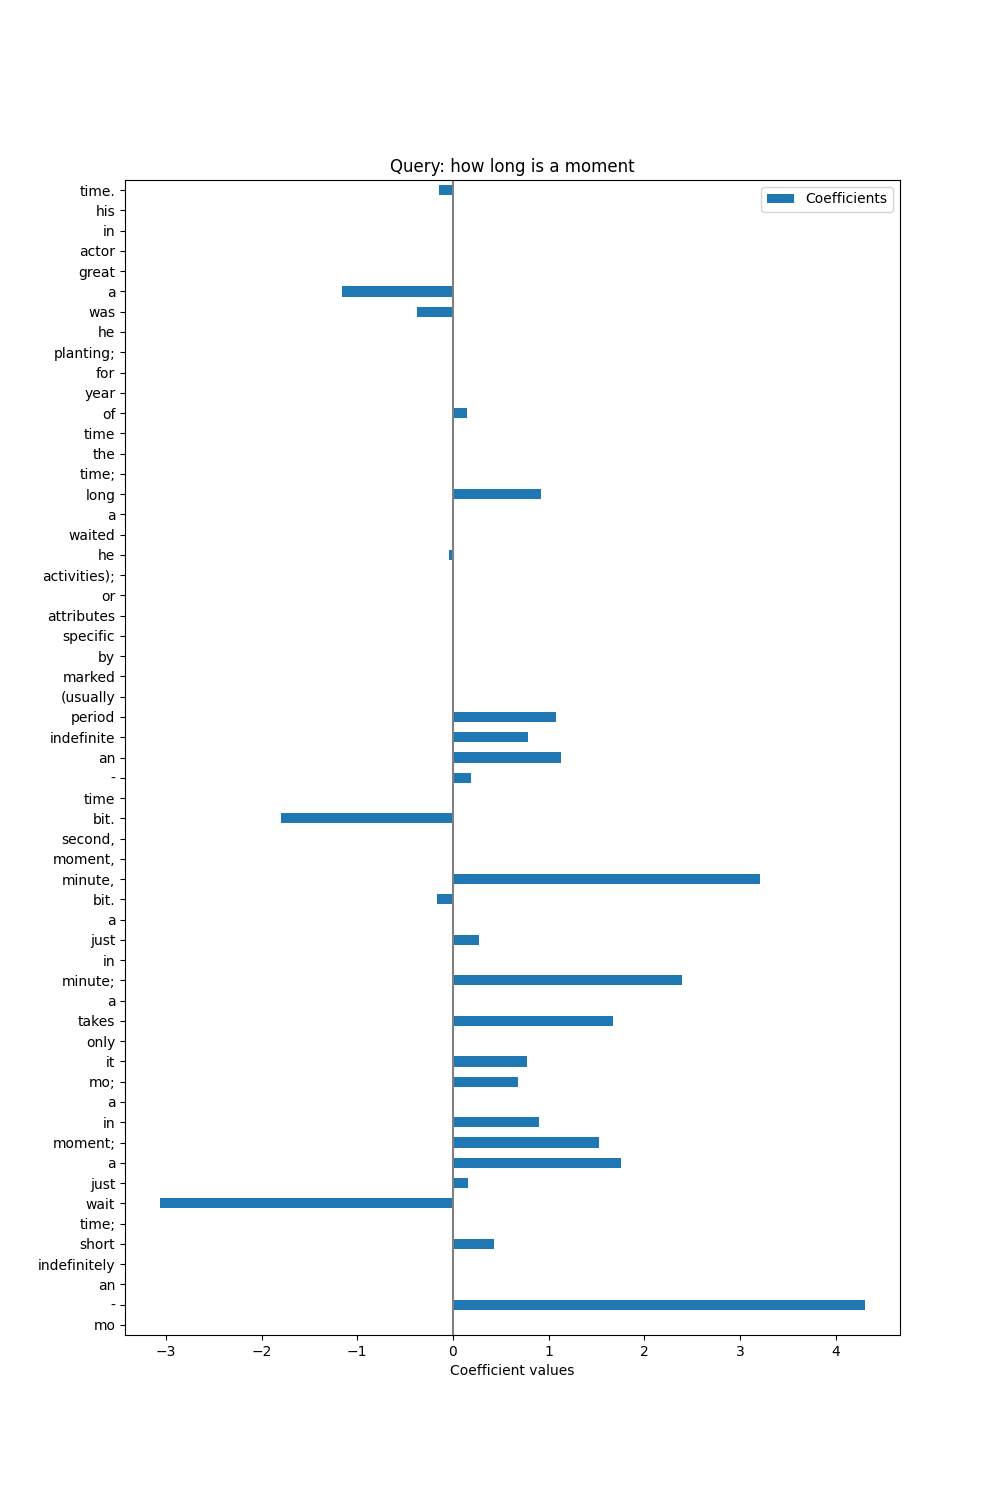 Query: how long is a moment
Coefficients
time.
his
in
actor
great
a
was
he
planting;
for
year
of
time
the
time;
long
a
waited
he
activities);
or
attributes
specific
by
marked
(usually
period
indefinite
an
-
time
bit.
second,
moment,
minute,
bit.
a
just
in
minute;
a
takes
only
it
mo;
a
in
moment;
a
just
wait
time;
short
indefinitely
an
-
mo
−3 −2 −1 0 1 2 3 4
Coefficient values